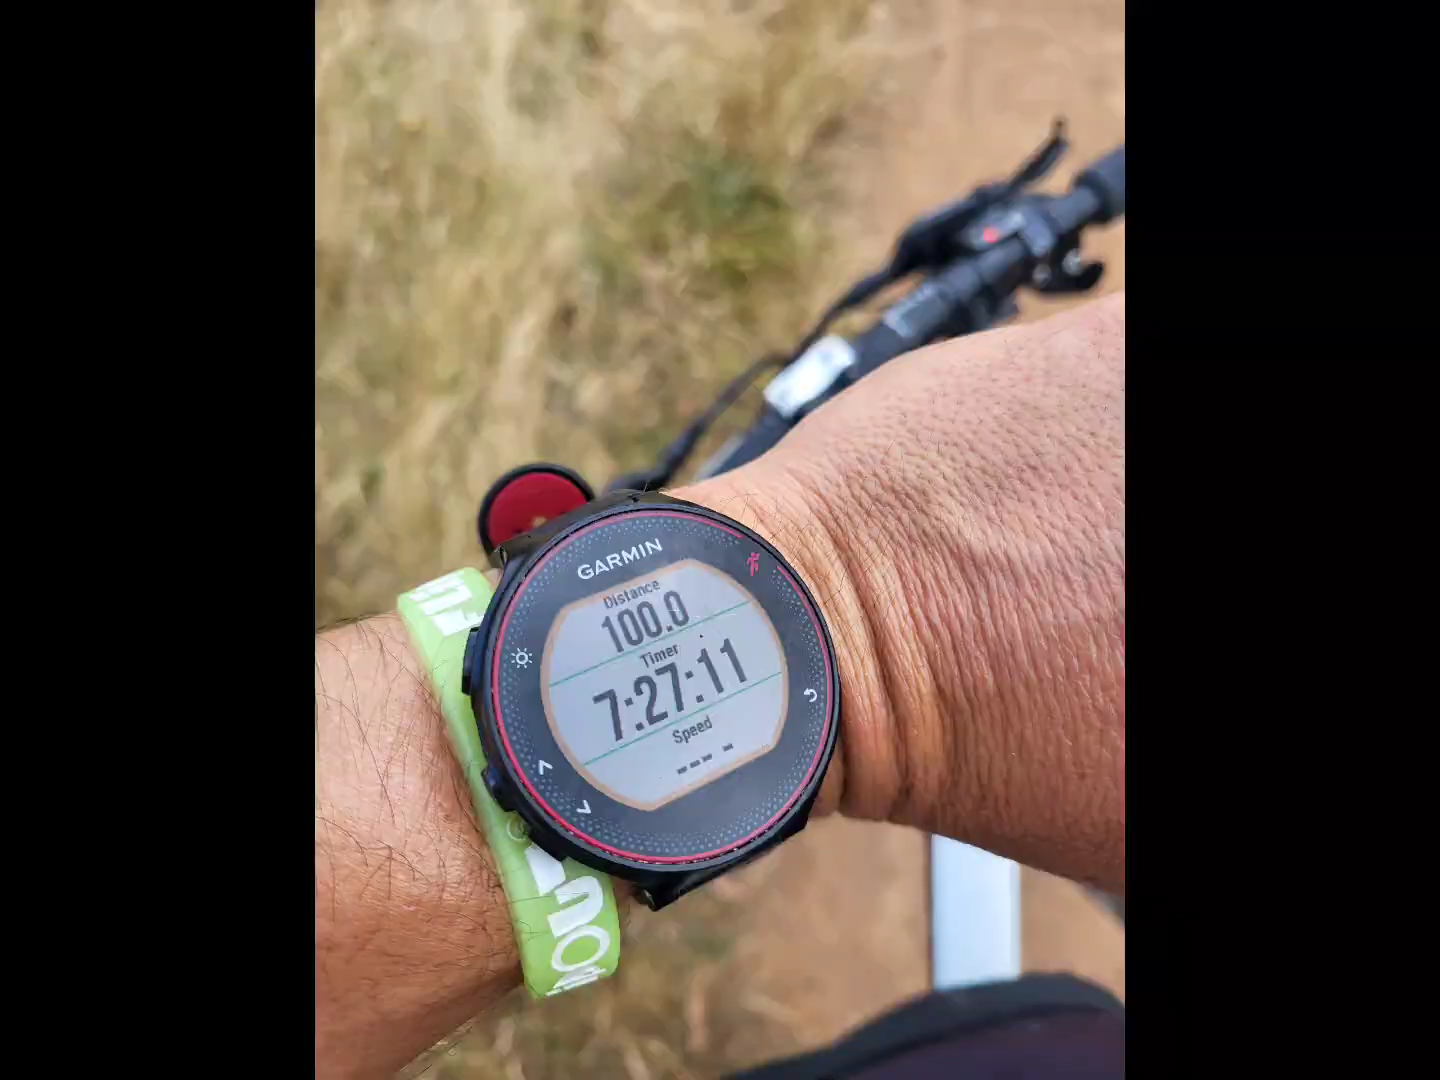 GARMIN
Distance
100.0
Timer
7:27:11
Speed
---.-